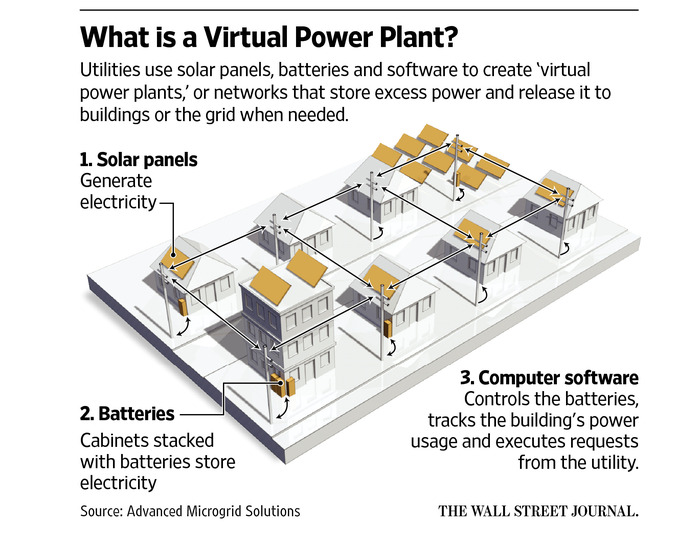 What is a Virtual Power Plant?
Utilities use solar panels, batteries and software to create ‘virtual
power plants,’ or networks that store excess power and release it to
buildings or the grid when needed.
1. Solar panels
Generate
electricity
2. Batteries
Cabinets stacked
with batteries store
electricity
3. Computer software
Controls the batteries,
tracks the building’s power
usage and executes requests
from the utility.
Source: Advanced Microgrid Solutions
THE WALL STREET JOURNAL.